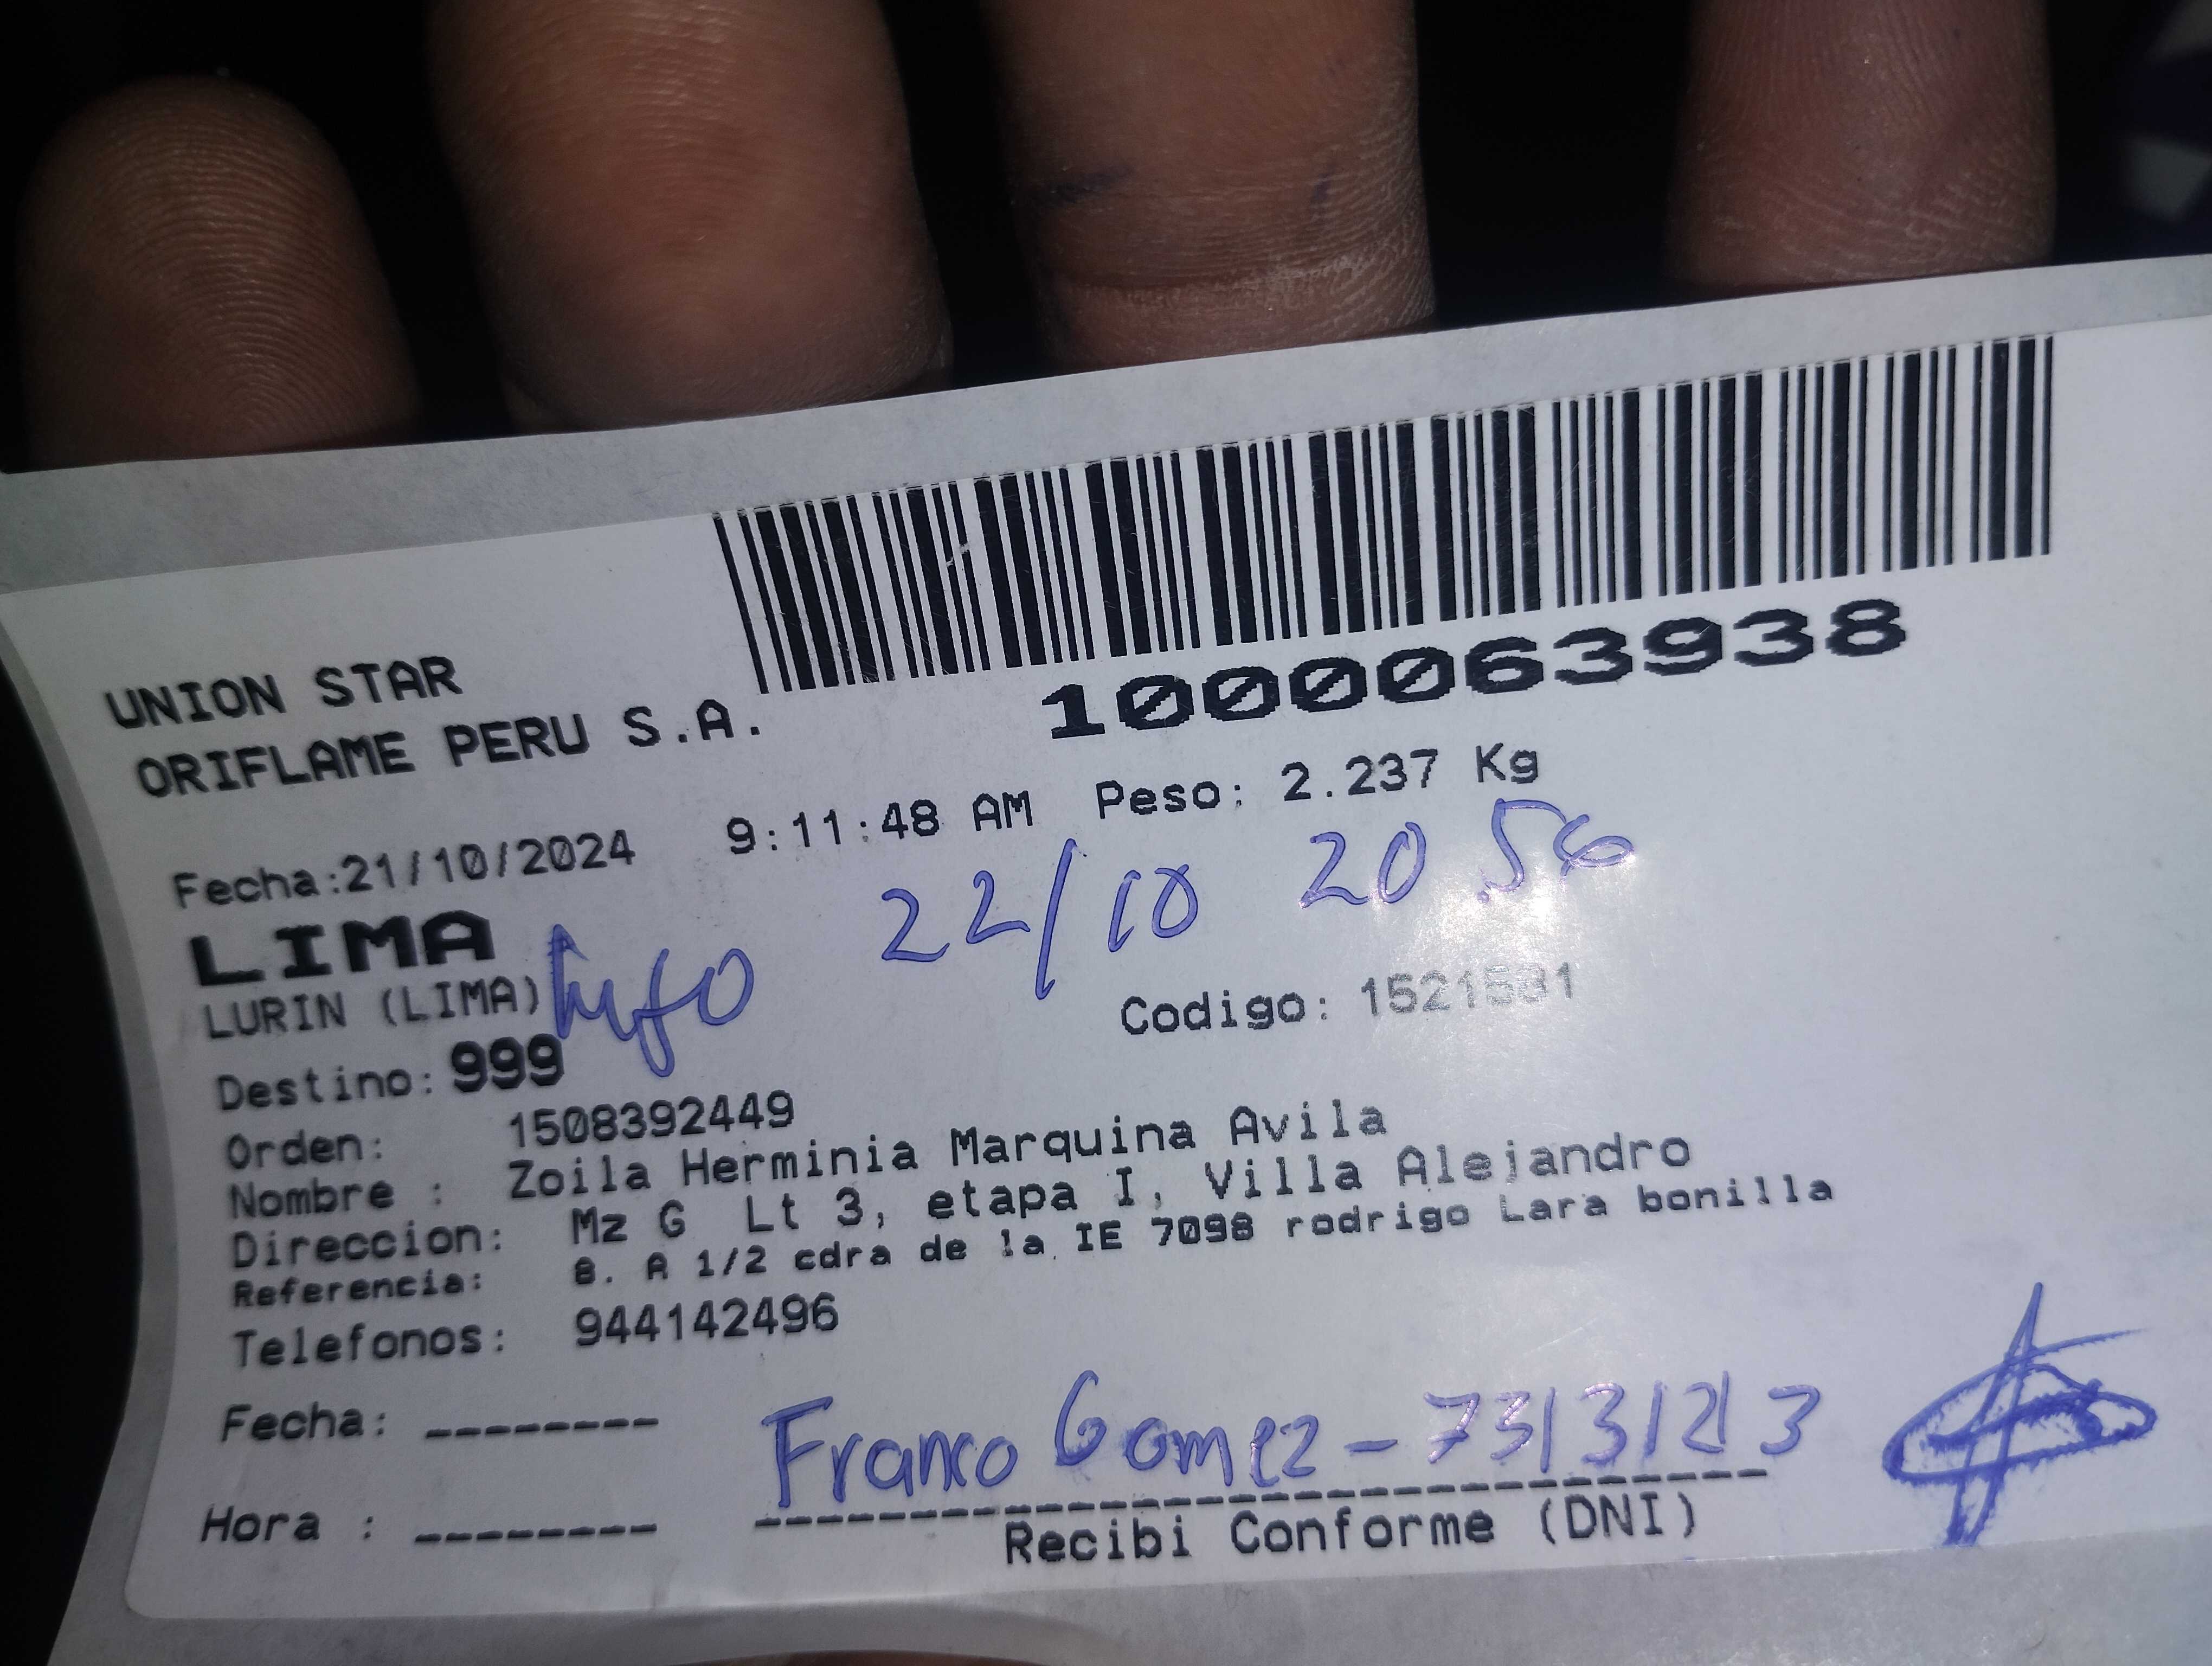 1000063938
UNION STAR
ORIFLAME PERU S.A.
Fecha:21/10/2024 9:11:48 AM Peso: 2.237 Kg
22/10 20.56
LIMA
LURIN (LIMA)
Codigo: 1521531
Destino: 999
Orden: 1508392449
Nombre : Zoila Herminia Marquina Avila
Direccion: Mz G Lt 3, etapa I, Villa Alejandro
Referencia: 8. A 1/2 cdra de la IE 7098 rodrigo Lara bonilla
Telefonos: 944142496
Fecha: --------
Franco Gomez - 73131213
Hora : --------
Recibi Conforme (DNI)